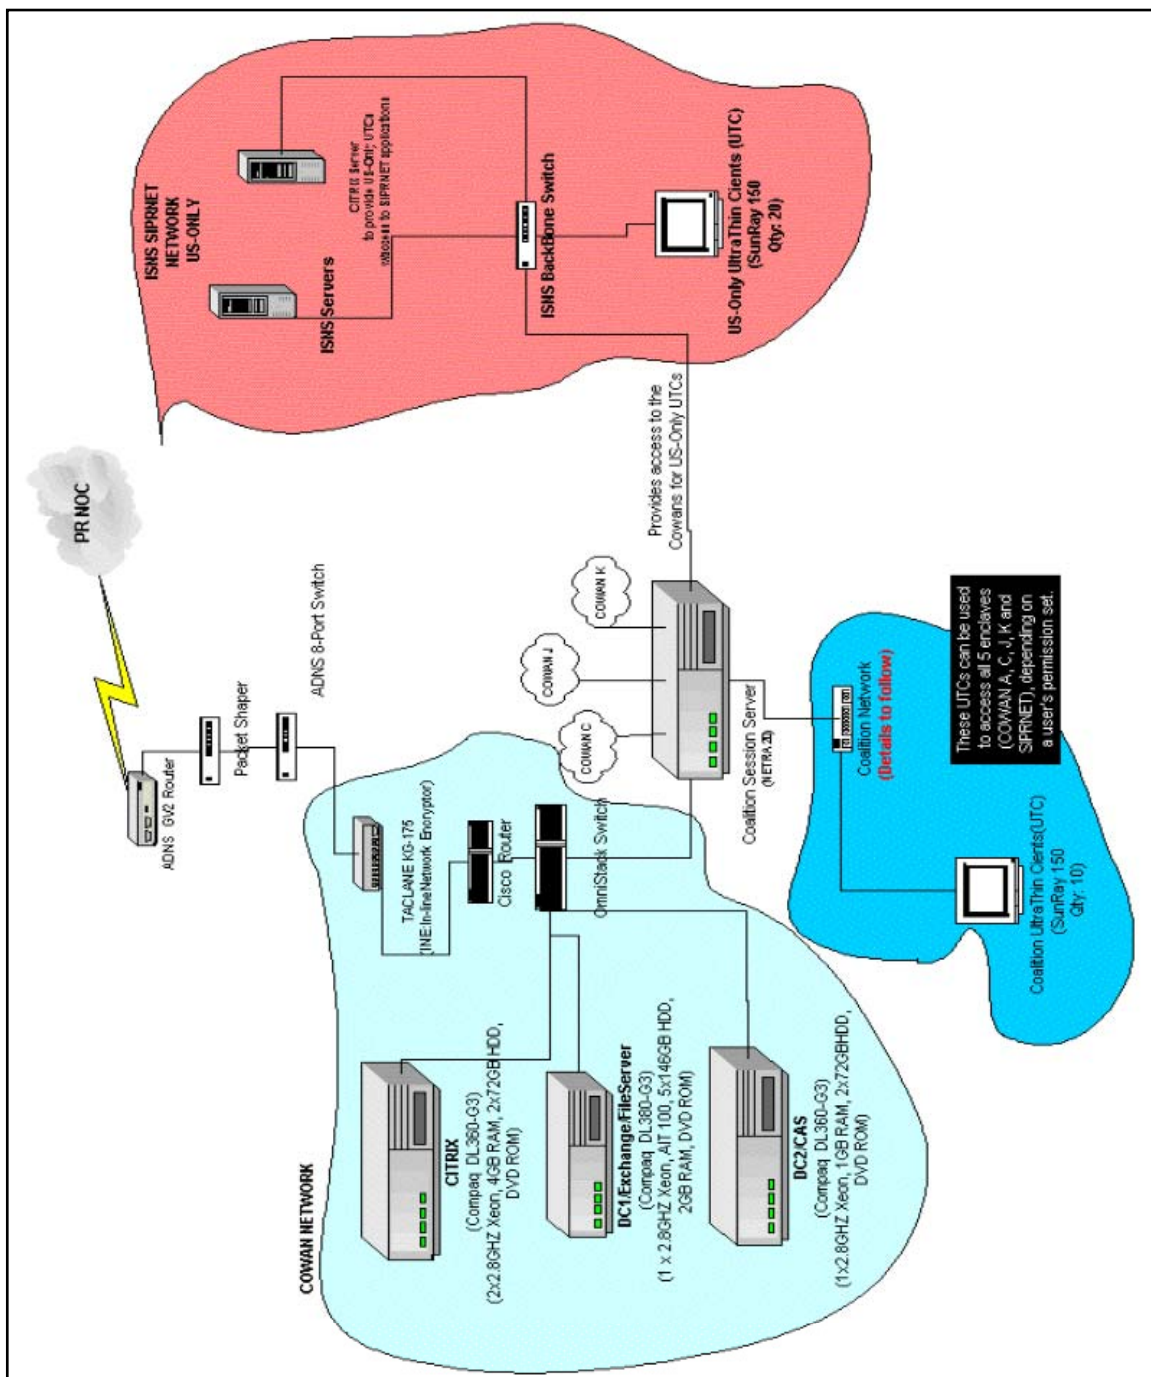 COWAN NETWORK
CITRIX
(Compaq DL360-G3)
(2x2.8GHZ Xeon, 4GB RAM, 2x72GB HDD,
DVD ROM)
DC1/Exchange/FileServer
(Compaq DL380-G3)
(1 x 2.8GHZ Xeon, AIT 100, 5x146GB HDD,
2GB RAM, DVD ROM)
DC2/CAS
(Compaq DL360-G3)
(1x2.8GHZ Xeon, 1GB RAM, 2x72GB HDD,
DVD ROM)
ADNS GV2 Router
Packet Shaper
ADNS 8-Port Switch
PR NOC
TACLANE KG-175
(INE:In-line Network Encryptor)
Cisco Router
OmniStack Switch
COWAN C
COWAN J
COWAN K
Coalition Session Server
(NETRA 20)
Provides access to the
Cowans for US-Only UTCs
Coalition Network
(Details to follow)
Coalition UltraThin Cients(UTC)
(SunRay 150
Qty: 10)
These UTCs can be used
to access all 5 enclaves
(COWAN A, C, J, K and
SIPRNET), depending on
a user's permission set.
ISNS SIPRNET
NETWORK
US-ONLY
ISNS Servers
CITRIX Server
to provide US-Only UTCs
w/access to SIPRNET applications
ISNS BackBone Switch
US-Only UltraThin Cients (UTC)
(SunRay 150
Qty: 20)